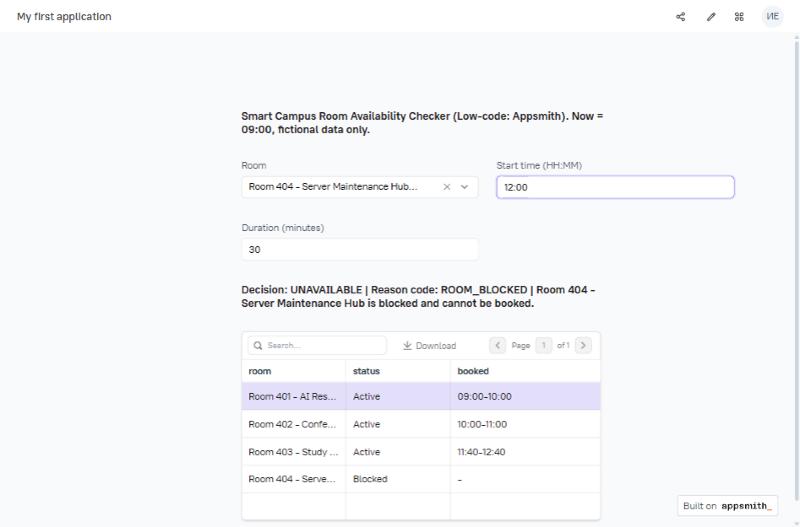 My first application
ИE
Smart Campus Room Availability Checker (Low-code: Appsmith). Now =
09:00, fictional data only.
Room
Start time (HH:MM)
Room 404 - Server Maintenance Hub...
12:00
Duration (minutes)
30
Decision: UNAVAILABLE | Reason code: ROOM_BLOCKED | Room 404 -
Server Maintenance Hub is blocked and cannot be booked.
Search...
Download
Page 1 of 1
room status booked
Room 401 - AI Res... Active 09:00-10:00
Room 402 - Confe... Active 10:00-11:00
Room 403 - Study ... Active 11:40-12:40
Room 404 - Serve... Blocked -
Built on appsmith_